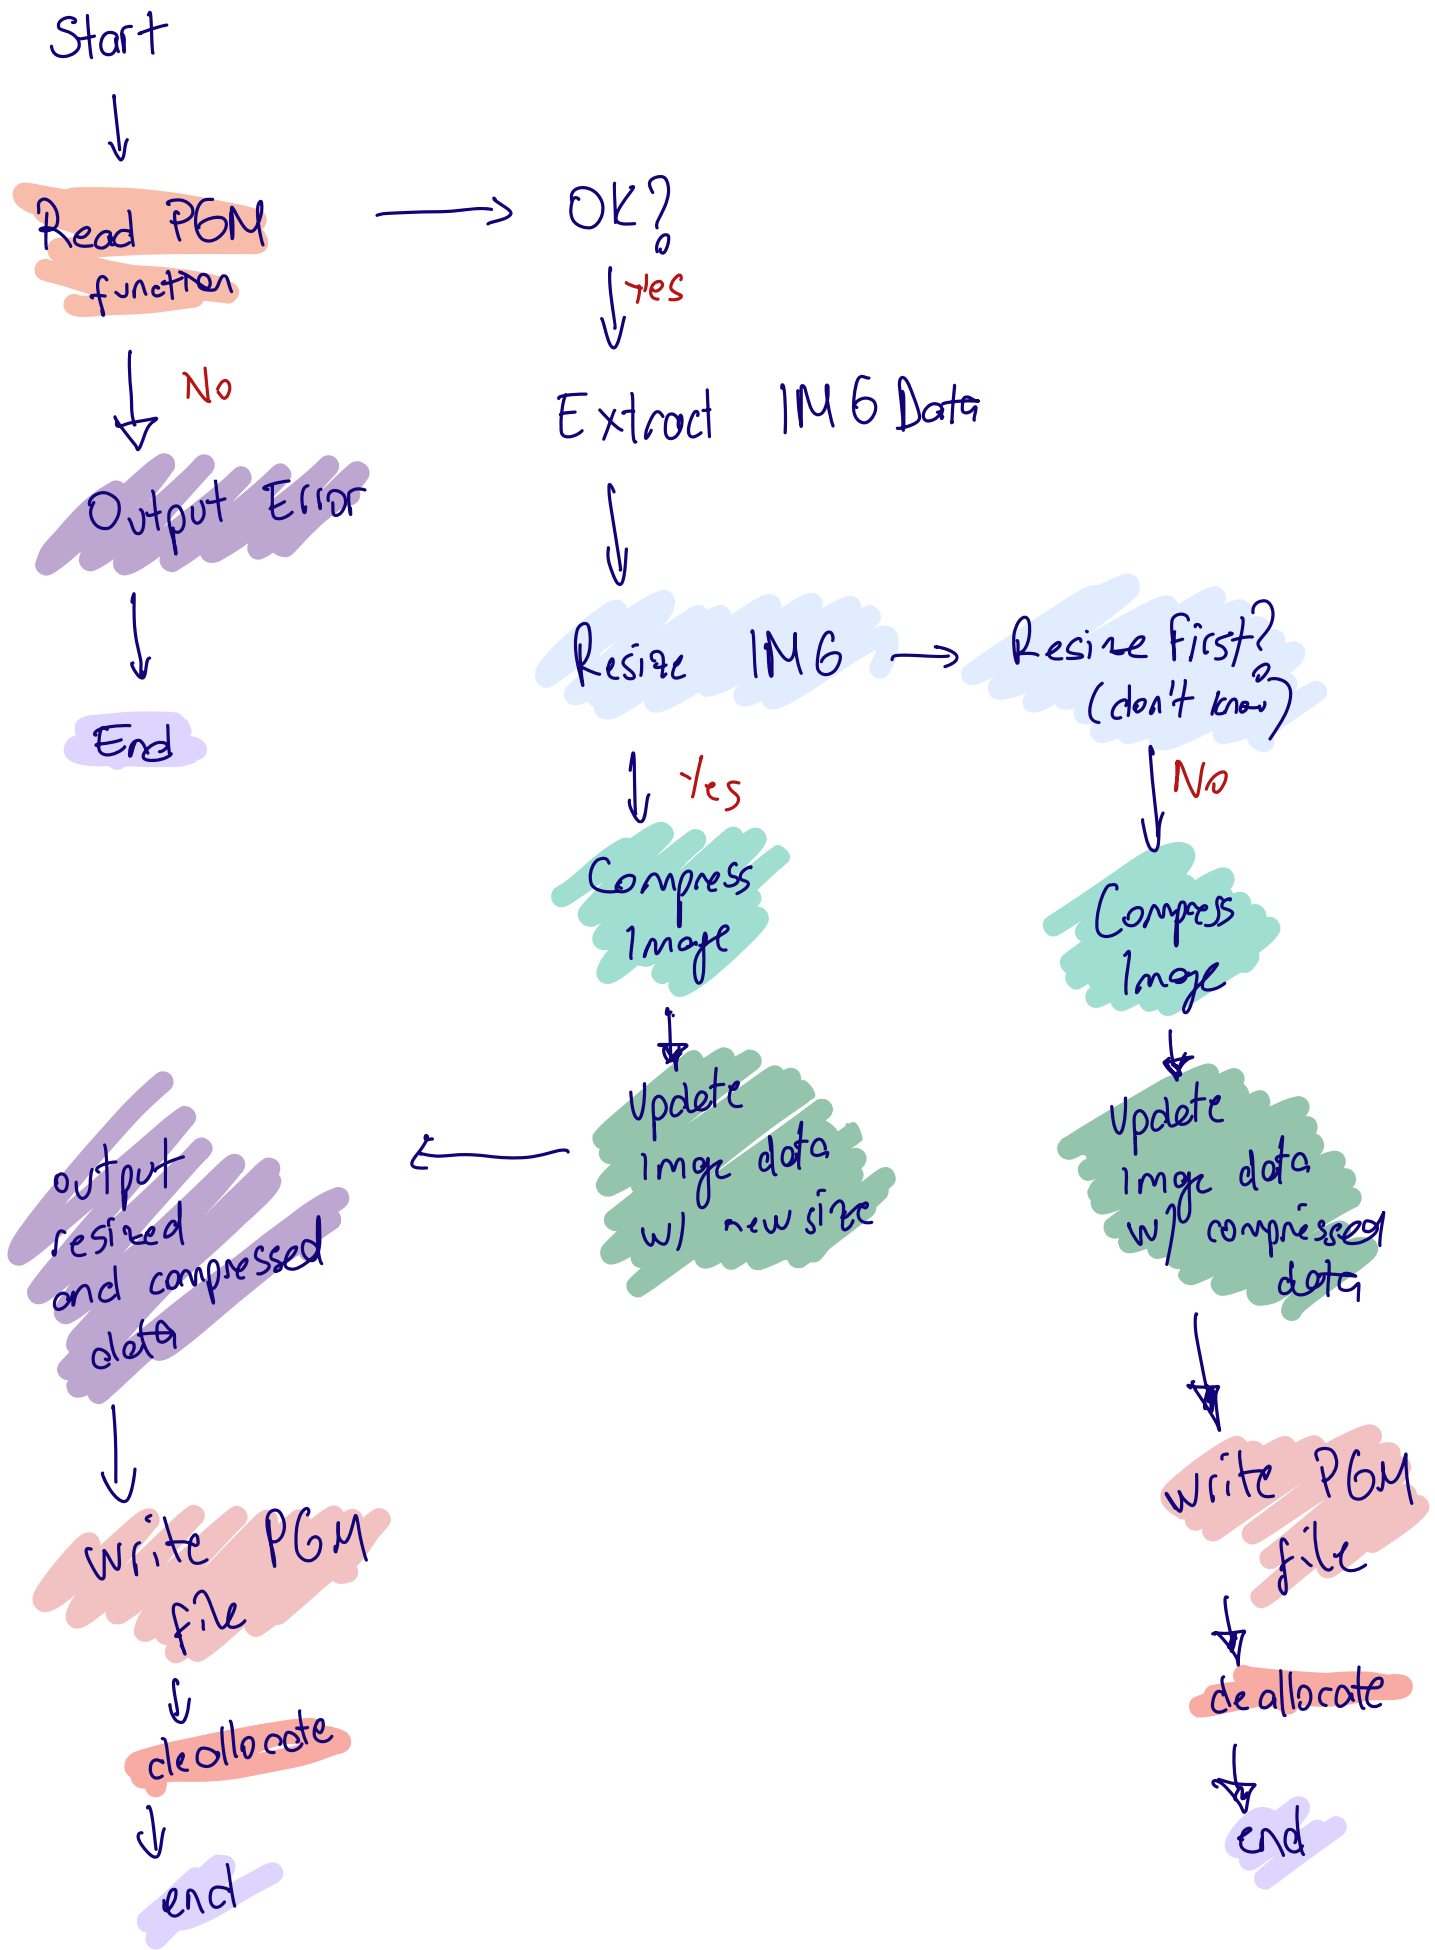 Start
Read PGM
function
OK?
Yes
No
Extract IMG Data
Output Error
End
Resize IMG
Resize First?
(don't know)
Yes
No
Compress
Image
Compress
Image
Update
Imge data
w/ new size
Update
Imge data
w/ compressed
data
output
resized
and compressed
data
write PGM
file
deallocate
end
write PGM
file
deallocate
end